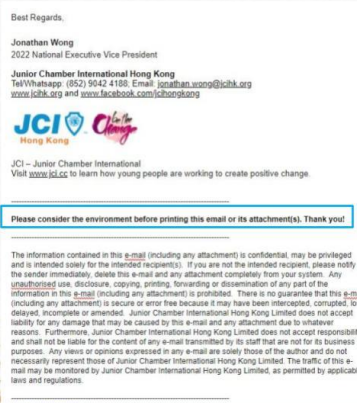 Best Regards,
Jonathan Wong
2022 National Executive Vice President
Junior Chamber International Hong Kong
Tel/Whatsapp: (852) 9042 4188; Email: jonathan.wong@jcihk.org
www.jcihk.org and www.facebook.com/jcihongkong
JCI
Hong Kong
Change
JCI – Junior Chamber International
Visit www.jci.cc to learn how young people are working to create positive change.
Please consider the environment before printing this email or its attachment(s). Thank you!
The information contained in this e-mail (including any attachment) is confidential, may be privileged
and is intended solely for the intended recipient(s). If you are not the intended recipient, please notify
the sender immediately, delete this e-mail and any attachment completely from your system. Any
unauthorised use, disclosure, copying, printing, forwarding or dissemination of any part of the
information in this e-mail (including any attachment) is prohibited. There is no guarantee that this e-m
(including any attachment) is secure or error free because it may have been intercepted, corrupted, lo
delayed, incomplete or amended. Junior Chamber International Hong Kong Limited does not accept
liability for any damage that may be caused by this e-mail and any attachment due to whatever
reasons. Furthermore, Junior Chamber International Hong Kong Limited does not accept responsibilit
and shall not be liable for the content of any e-mail transmitted by its staff that are not for its business
purposes. Any views or opinions expressed in any e-mail are solely those of the author and do not
necessarily represent those of Junior Chamber International Hong Kong Limited. The traffic of this e-
mail may be monitored by Junior Chamber International Hong Kong Limited, as permitted by applicabl
laws and regulations.